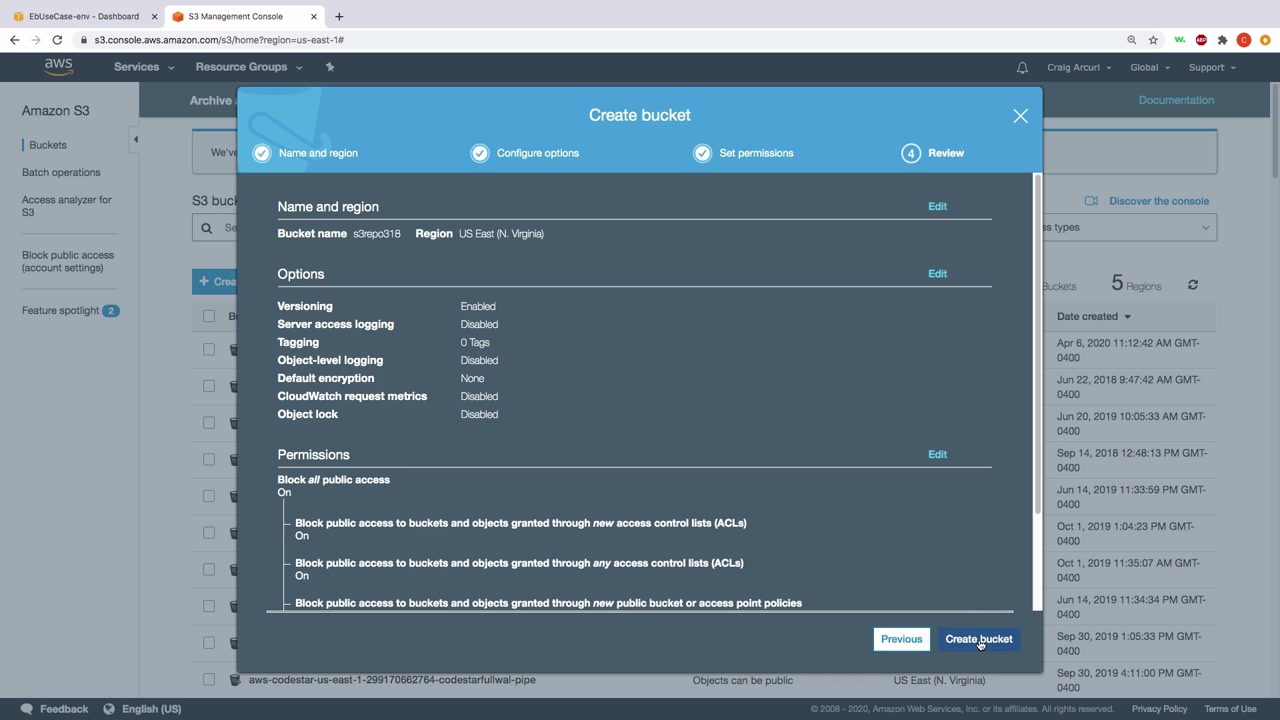 EbUseCase-env - Dashboard
S3 Management Console
s3.console.aws.amazon.com/s3/home?region=us-east-1#
W.
ABP
C
aws
Services
Resource Groups
Craig Arcuri
Global
Support
Amazon S3
Buckets
Batch operations
Access analyzer for
S3
Block public access
(account settings)
Feature spotlight 2
Archive
Documentation
Create bucket
Name and region
Configure options
Set permissions
4 Review
We've
S3 buc
Discover the console
Name and region
Edit
Bucket name s3repo318 Region US East (N. Virginia)
Options
Edit
Versioning Enabled
Server access logging Disabled
Tagging 0 Tags
Object-level logging Disabled
Default encryption None
CloudWatch request metrics Disabled
Object lock Disabled
Permissions
Edit
Block all public access
On
Block public access to buckets and objects granted through new access control lists (ACLs)
On
Block public access to buckets and objects granted through any access control lists (ACLs)
On
Block public access to buckets and objects granted through new public bucket or access point policies
Previous
Create bucket
Se
ss types
+ Crea
Buckets
5 Regions
B
Date created
Apr 6, 2020 11:12:42 AM GMT-
0400
Jun 22, 2018 9:47:42 AM GMT-
0400
Jun 20, 2019 10:05:33 AM GMT-
0400
Sep 14, 2018 12:48:13 PM GMT-
0400
Jun 14, 2019 11:33:59 PM GMT-
0400
Oct 1, 2019 1:04:23 PM GMT-
0400
Oct 1, 2019 11:35:07 AM GMT-
0400
Jun 14, 2019 11:34:34 PM GMT-
0400
Sep 30, 2019 1:05:33 PM GMT-
0400
aws-codestar-us-east-1-299170662764-codestarfullwal-pipe
Objects can be public
US East (N. Virginia)
Sep 30, 2019 4:11:00 PM GMT-
0400
Feedback
English (US)
© 2008 - 2020, Amazon Web Services, Inc. or its affiliates. All rights reserved.
Privacy Policy
Terms of Use